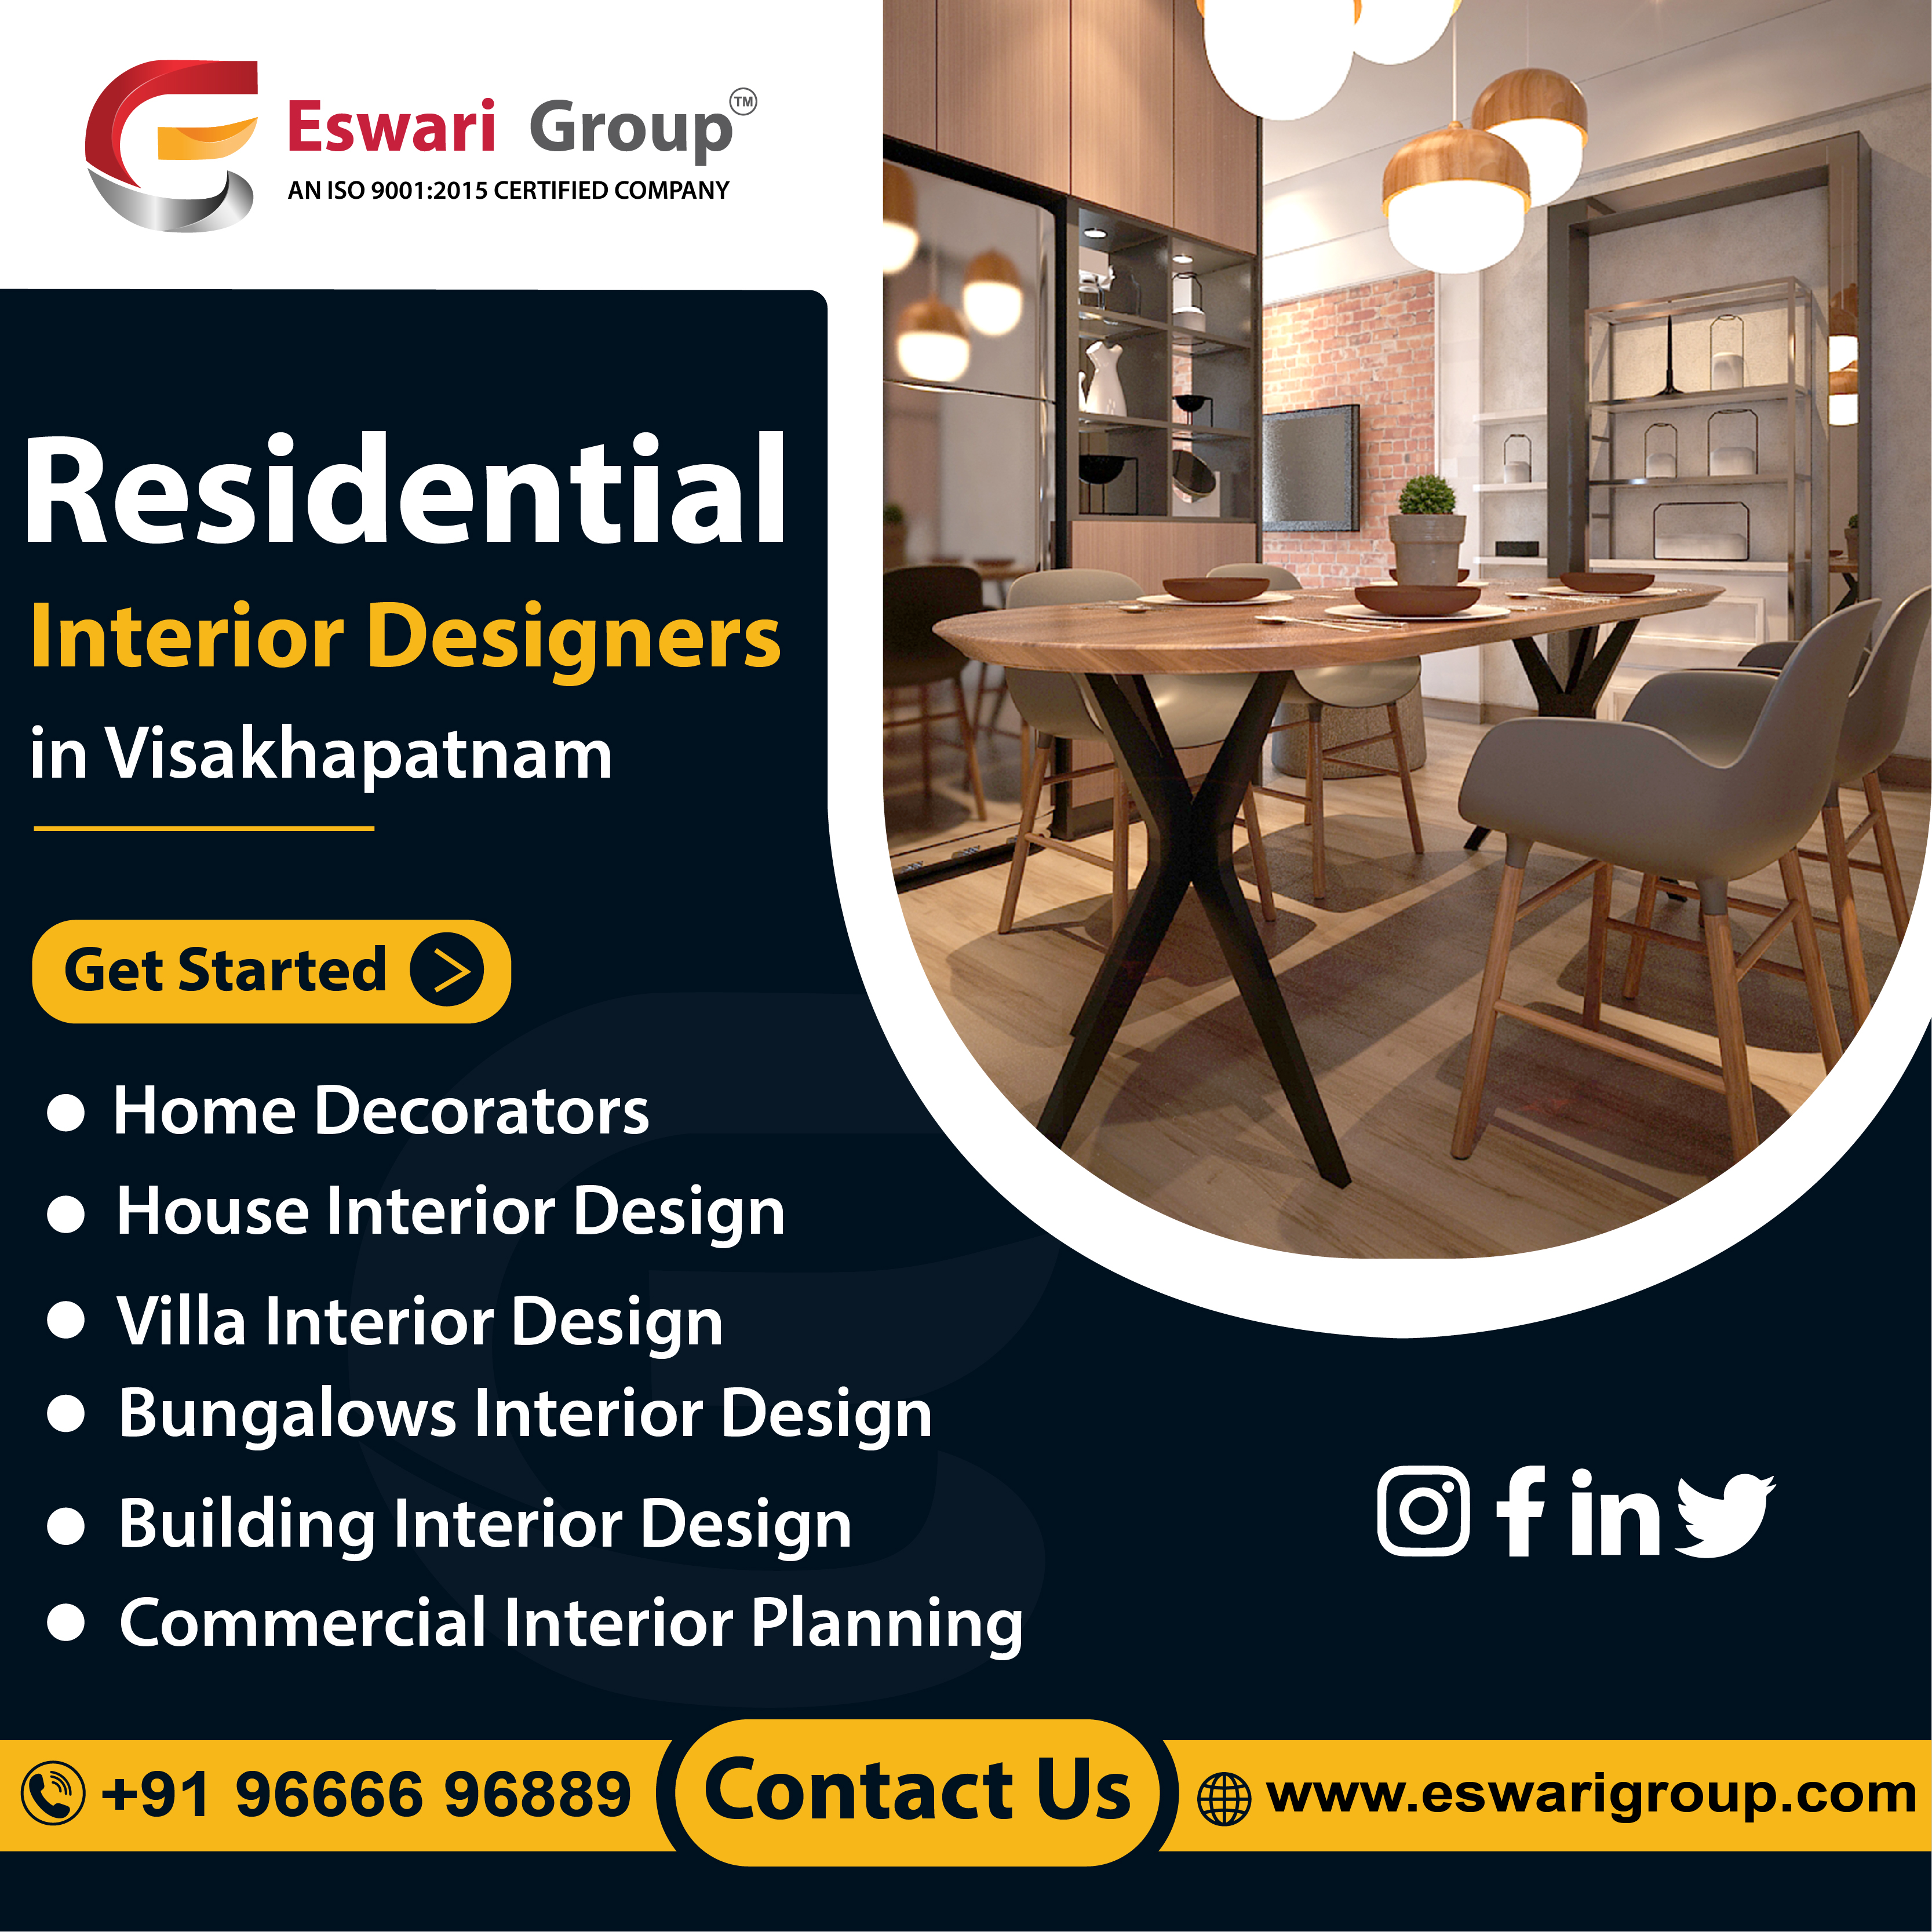 Eswari Group TM
AN ISO 9001:2015 CERTIFIED COMPANY
Residential
Interior Designers
in Visakhapatnam
Get Started
Home Decorators
House Interior Design
Villa Interior Design
Bungalows Interior Design
Building Interior Design
Commercial Interior Planning
+91 96666 96889
Contact Us
www.eswarigroup.com